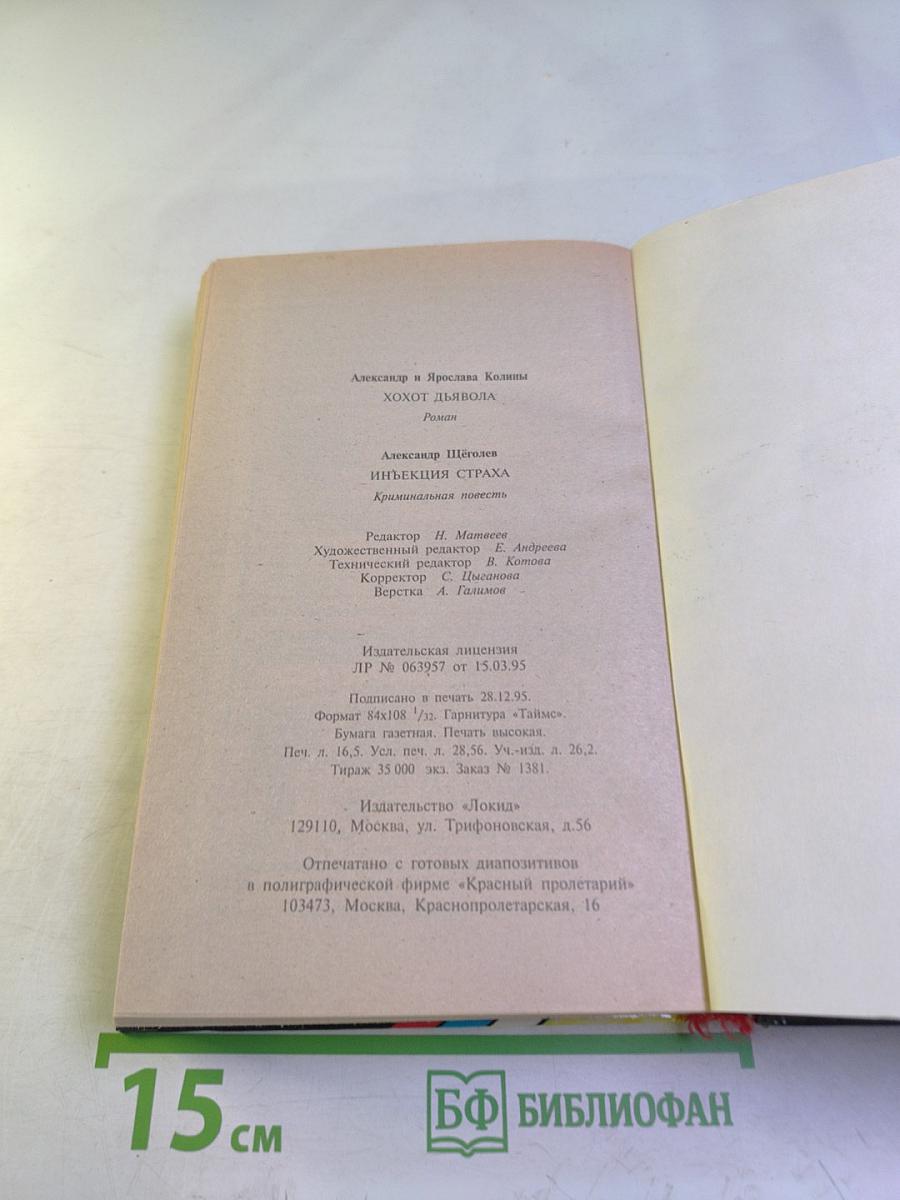 Александр и Ярослава Колины
ХОХОТ ДЬЯВОЛА
Роман
Александр Щёголев
ИНЪЕКЦИЯ СТРАХА
Криминальная повесть
Редактор Н. Матвеев
Художественный редактор Е. Андреева
Технический редактор В. Котова
Корректор С. Цыганова
Верстка А. Галимов
Издательская лицензия
ЛР № 063957 от 15.03.95
Подписано в печать 28.12.95.
Формат 84х108 1/32. Гарнитура «Таймс».
Бумага газетная. Печать высокая.
Печ. л. 16,5. Усл. печ. л. 28,56. Уч.-изд. л. 26,2.
Тираж 35 000 экз. Заказ № 1381.
Издательство «Локид»
129110, Москва, ул. Трифоновская, д.56
Отпечатано с готовых диапозитивов
в полиграфической фирме «Красный пролетарий»
103473, Москва, Краснопролетарская, 16
15 см
БФ БИБЛИОФАН